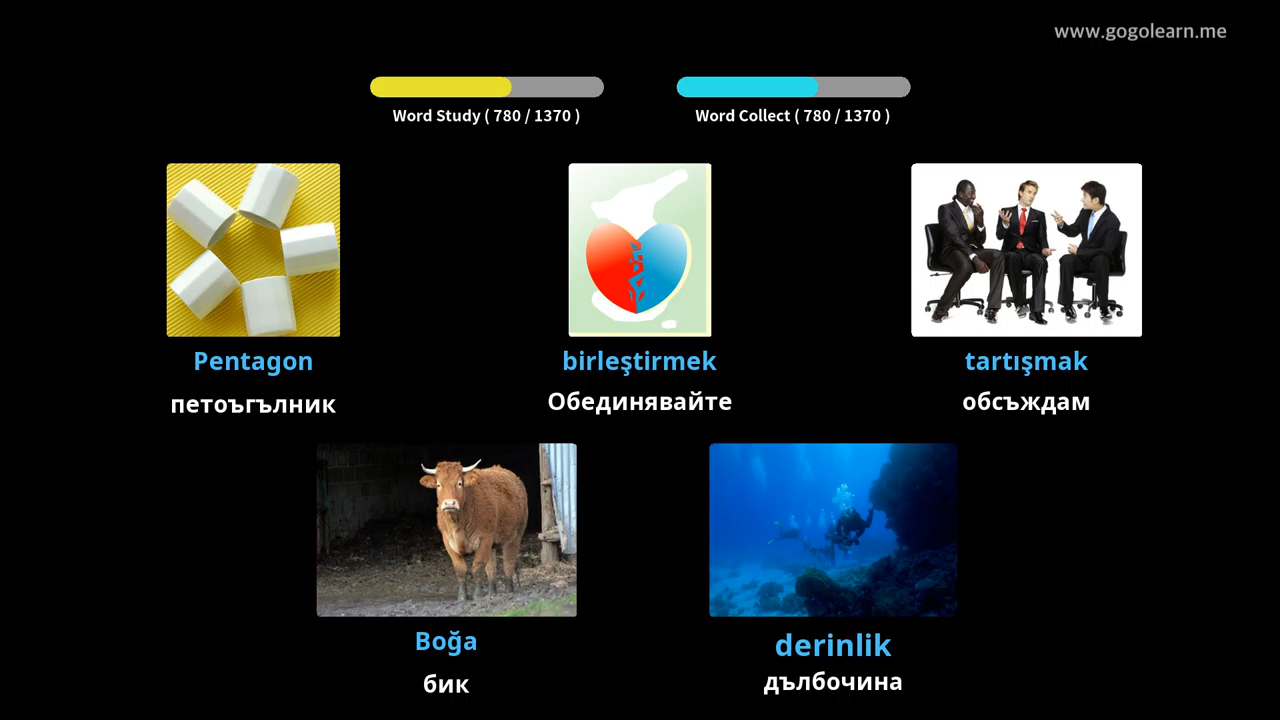 www.gogolearn.me
Word Study ( 780 / 1370 )
Word Collect ( 780 / 1370 )
Pentagon
петоъгълник
birleştirmek
Обединявайте
tartışmak
обсъждам
Boğa
бик
derinlik
дълбочина